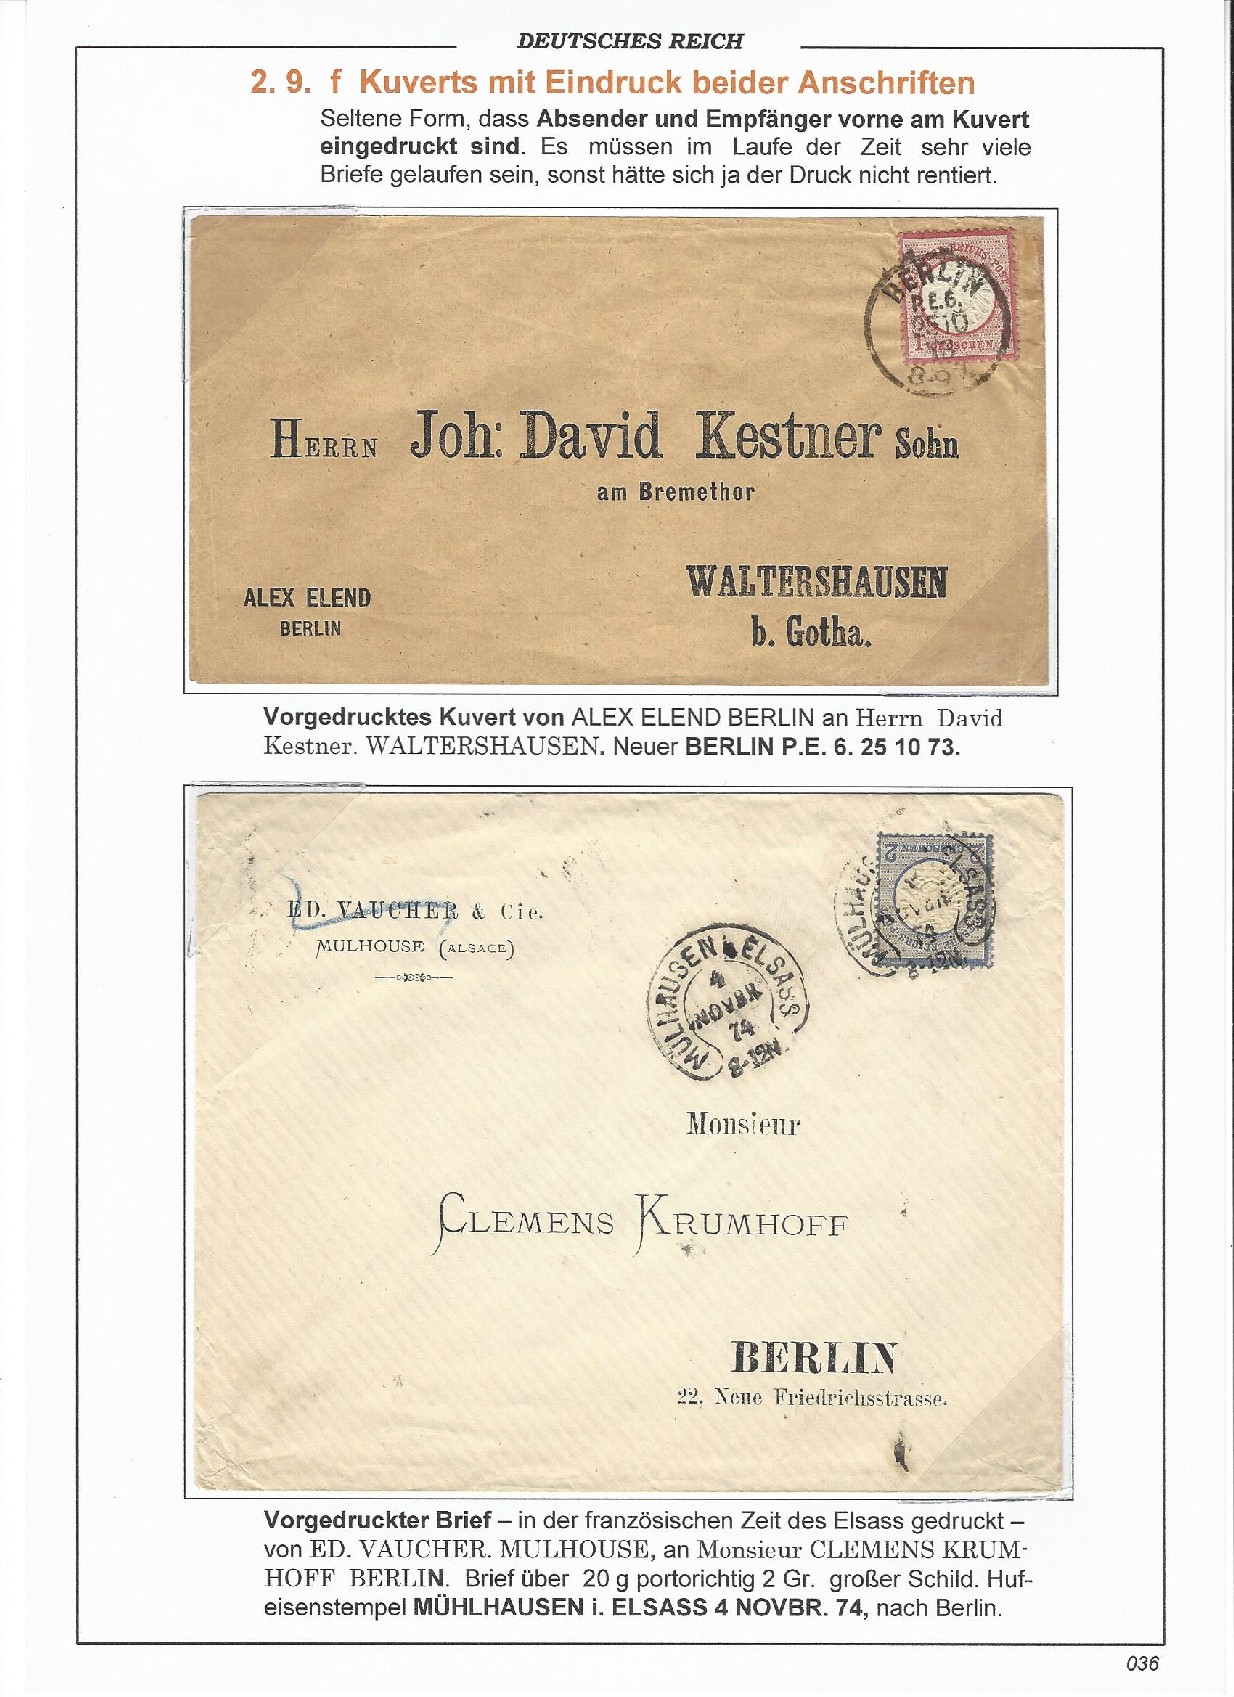 DEUTSCHES REICH
2. 9. f Kuverts mit Eindruck beider Anschriften
Seltene Form, dass Absender und Empfänger vorne am Kuvert
eingedruckt sind. Es müssen im Laufe der Zeit sehr viele
Briefe gelaufen sein, sonst hätte sich ja der Druck nicht rentiert.
BERLIN
P.E.6.
25 10
73
8-9
HERRN Joh: David Kestner Sohn
am Bremethor
WALTERSHAUSEN
b. Gotha.
ALEX ELEND
BERLIN
Vorgedrucktes Kuvert von ALEX ELEND BERLIN an Herrn David
Kestner. WALTERSHAUSEN. Neuer BERLIN P.E. 6. 25 10 73.
ED. VAUCHER & Cie.
MULHOUSE (ALSACE)
MÜLHAUSEN i. ELSASS
4
NOVBR
74
8-12N.
Monsieur
CLEMENS KRUMHOFF
BERLIN
22, Neue Friedrichsstrasse.
Vorgedruckter Brief – in der französischen Zeit des Elsass gedruckt –
von ED. VAUCHER. MULHOUSE, an Monsieur CLEMENS KRUM-
HOFF BERLIN. Brief über 20 g portorichtig 2 Gr. großer Schild. Huf-
eisenstempel MÜHLHAUSEN i. ELSASS 4 NOVBR. 74, nach Berlin.
036